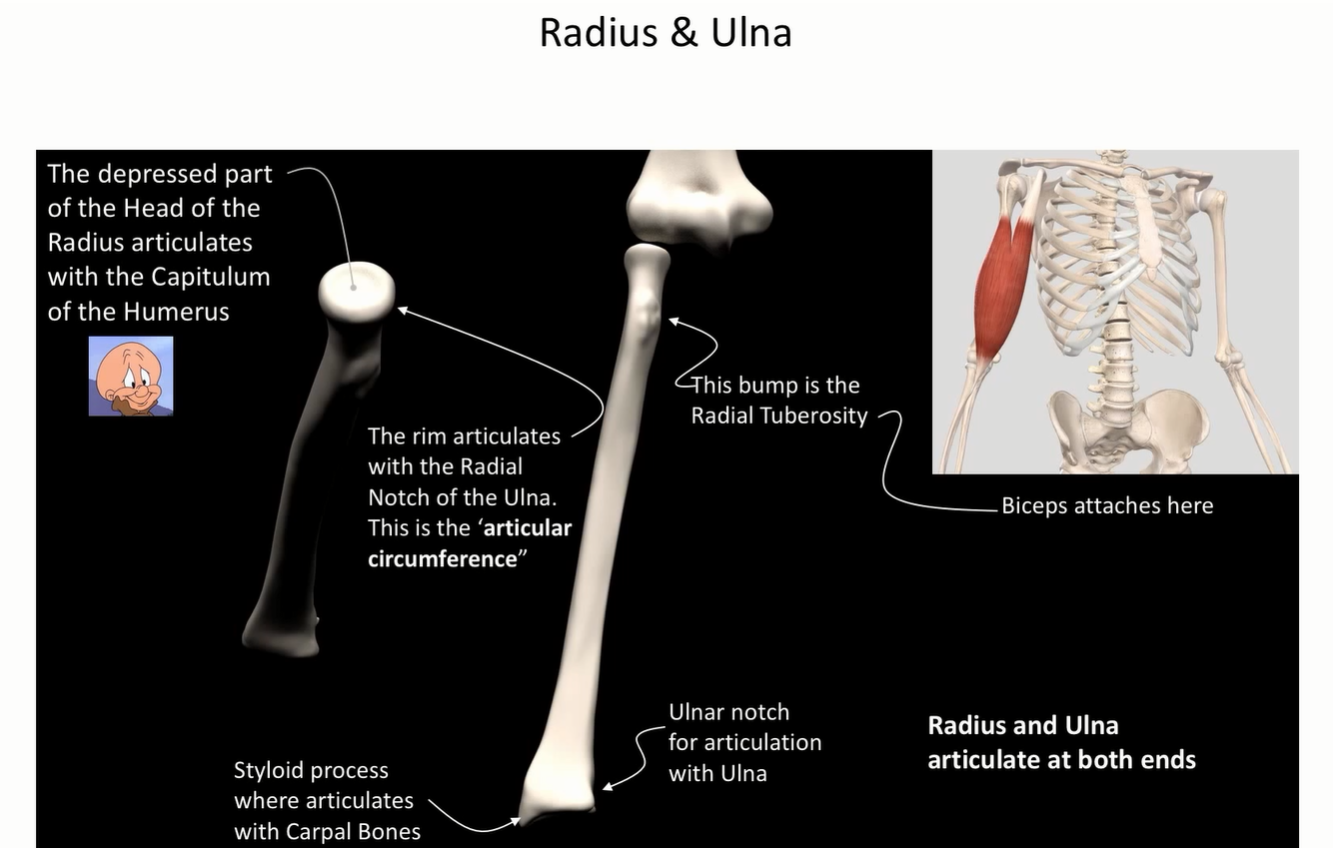 Radius & Ulna
The depressed part
of the Head of the
Radius articulates
with the Capitulum
of the Humerus
The rim articulates
with the Radial
Notch of the Ulna.
This is the ‘articular
circumference”
This bump is the
Radial Tuberosity
Biceps attaches here
Ulnar notch
for articulation
with Ulna
Radius and Ulna
articulate at both ends
Styloid process
where articulates
with Carpal Bones